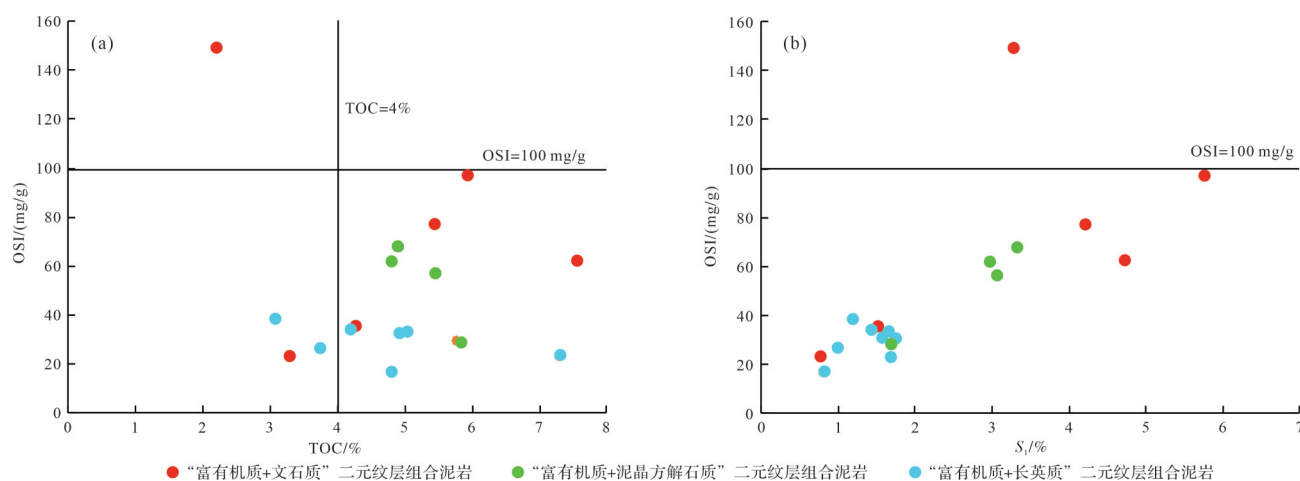 (a)
160
140
120
100
80
60
40
20
0
OSI/(mg/g)
TOC=4%
OSI=100 mg/g
0 1 2 3 4 5 6 7 8
TOC/%
(b)
160
140
120
100
80
60
40
20
0
OSI/(mg/g)
OSI=100 mg/g
0 1 2 3 4 5 6 7
S₁/%
“富有机质+文石质”二元纹层组合泥岩
“富有机质+泥晶方解石质”二元纹层组合泥岩
“富有机质+长英质”二元纹层组合泥岩